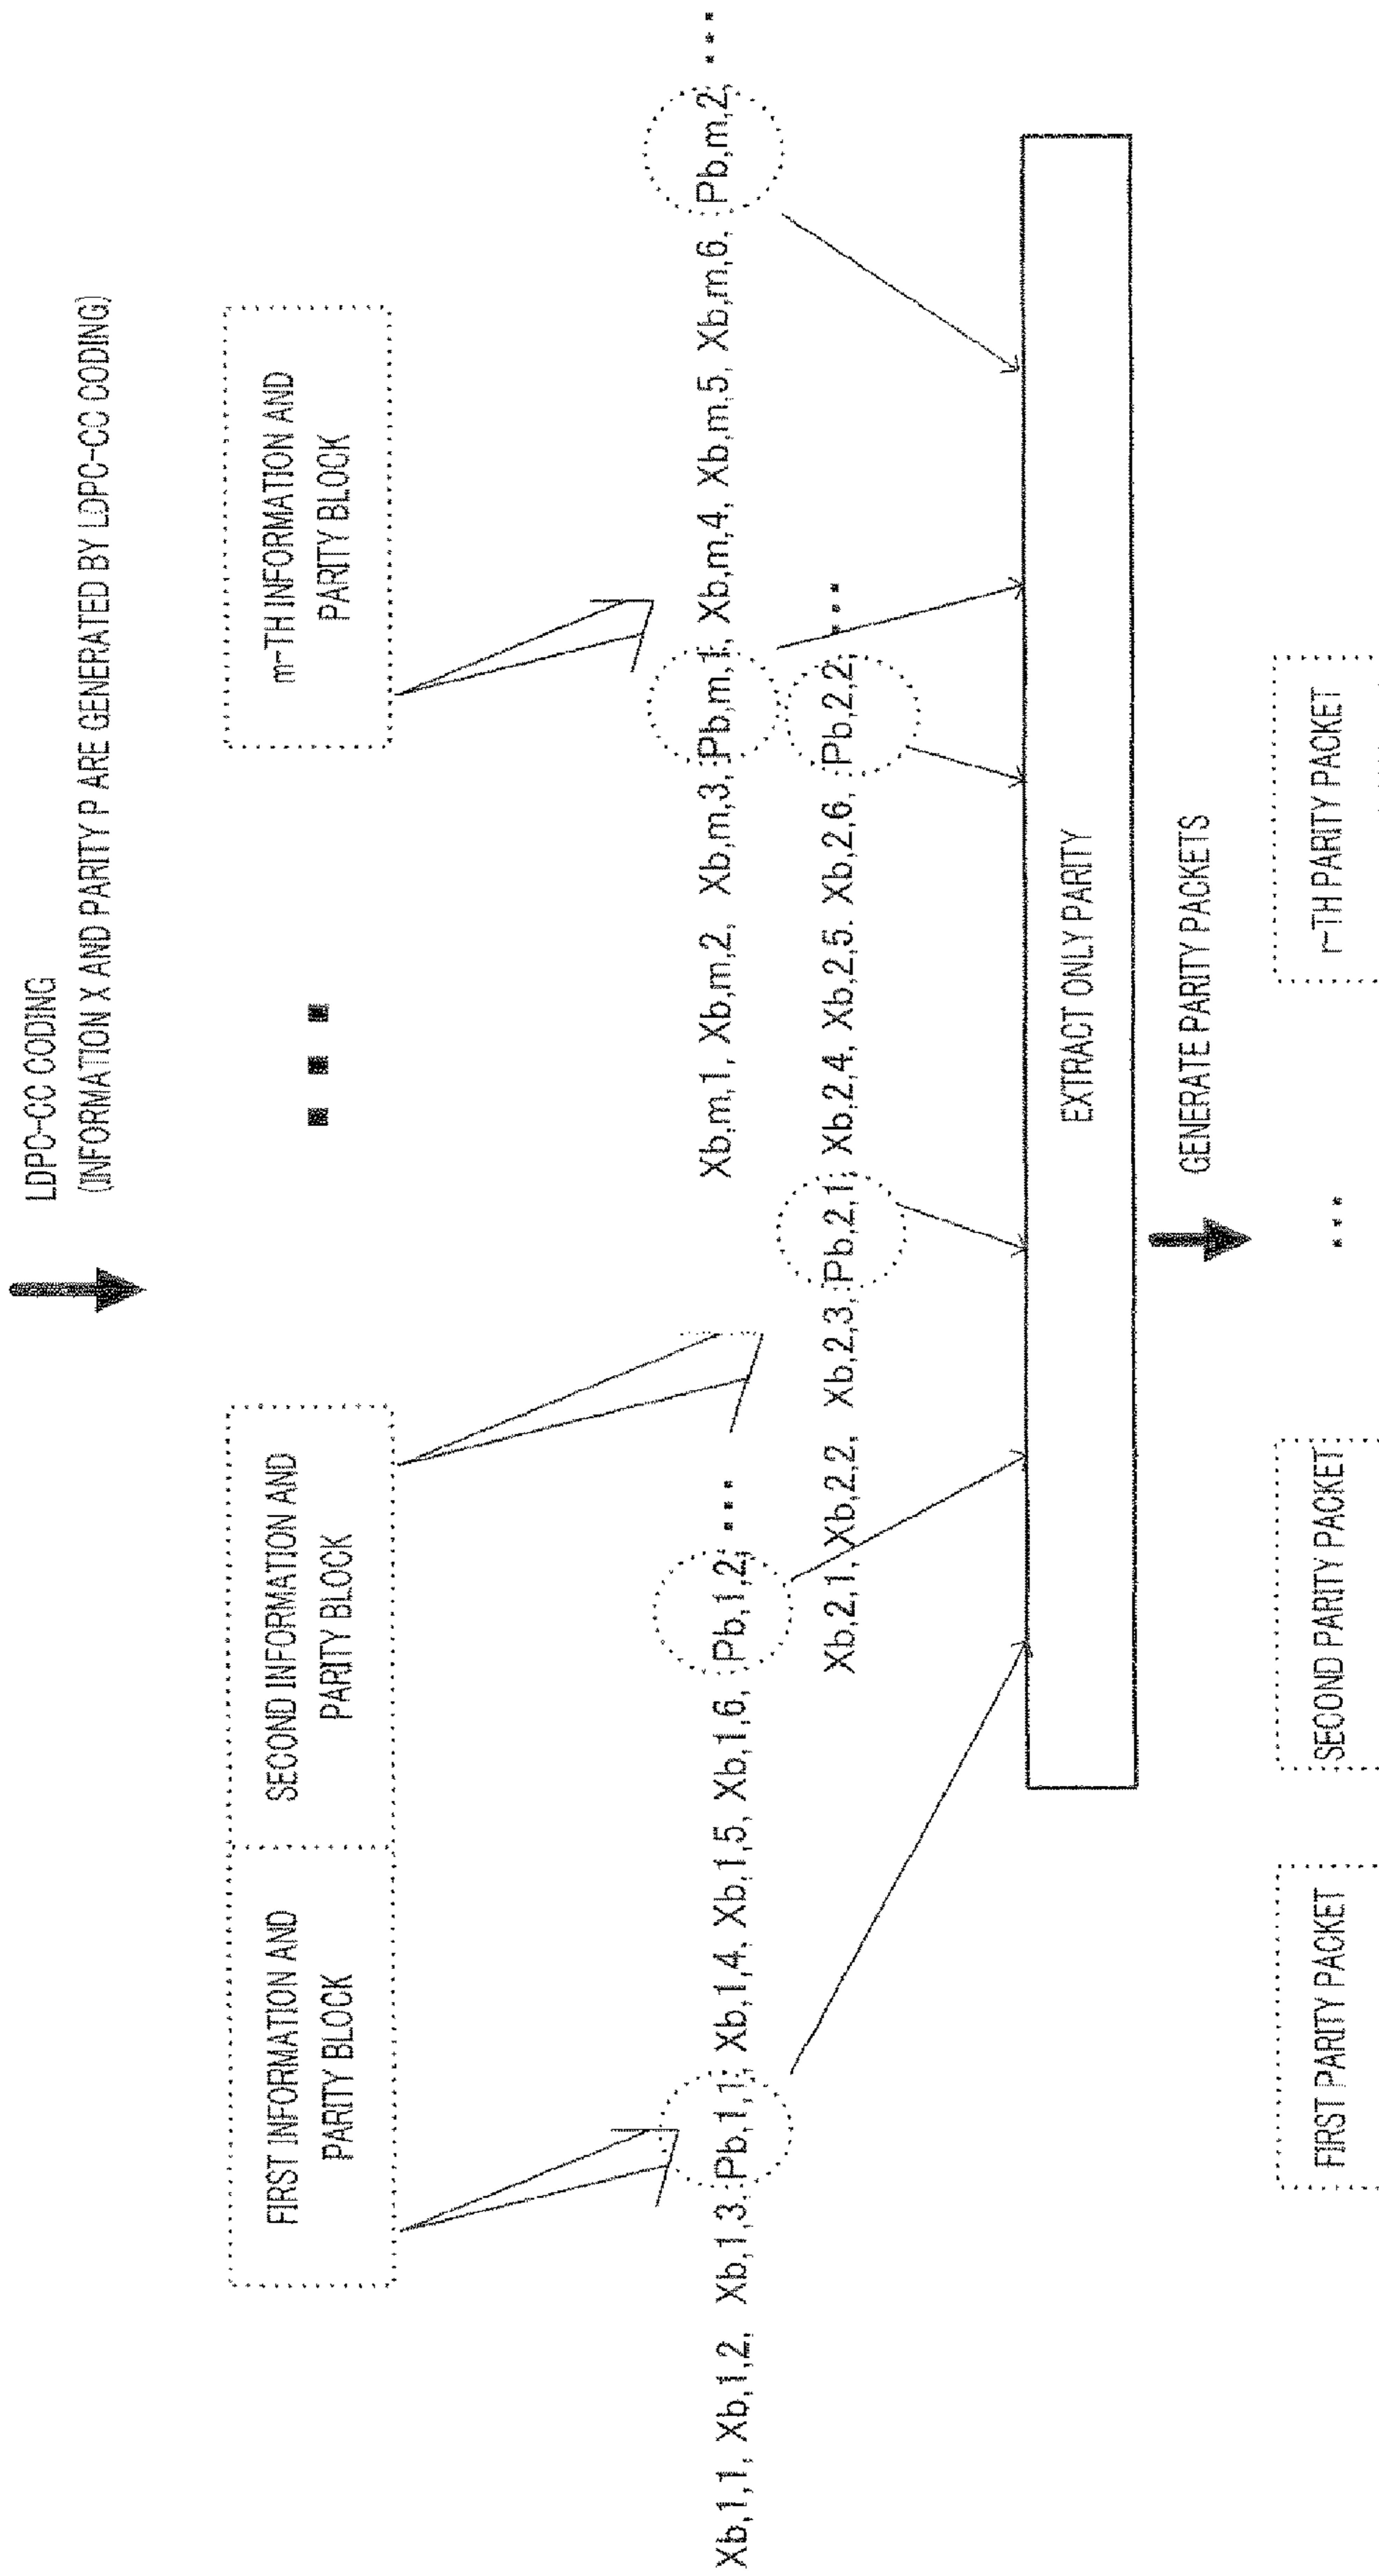 LDPC-CC CODING
(INFORMATION X AND PARITY P ARE GENERATED BY LDPC-CC CODING)
FIRST INFORMATION AND
PARITY BLOCK
SECOND INFORMATION AND
PARITY BLOCK
■ ■ ■
m-TH INFORMATION AND
PARITY BLOCK
Xb,1,1, Xb,1,2, Xb,1,3, Pb,1,1, Xb,1,4, Xb,1,5, Xb,1,6, Pb,1,2, ...
Xb,m,1, Xb,m,2, Xb,m,3, Pb,m,1, Xb,m,4, Xb,m,5, Xb,m,6, Pb,m,2, ...
Xb,2,1, Xb,2,2, Xb,2,3, Pb,2,1, Xb,2,4, Xb,2,5. Xb,2,6, Pb,2,2, ...
EXTRACT ONLY PARITY
GENERATE PARITY PACKETS
FIRST PARITY PACKET
SECOND PARITY PACKET
...
r-TH PARITY PACKET